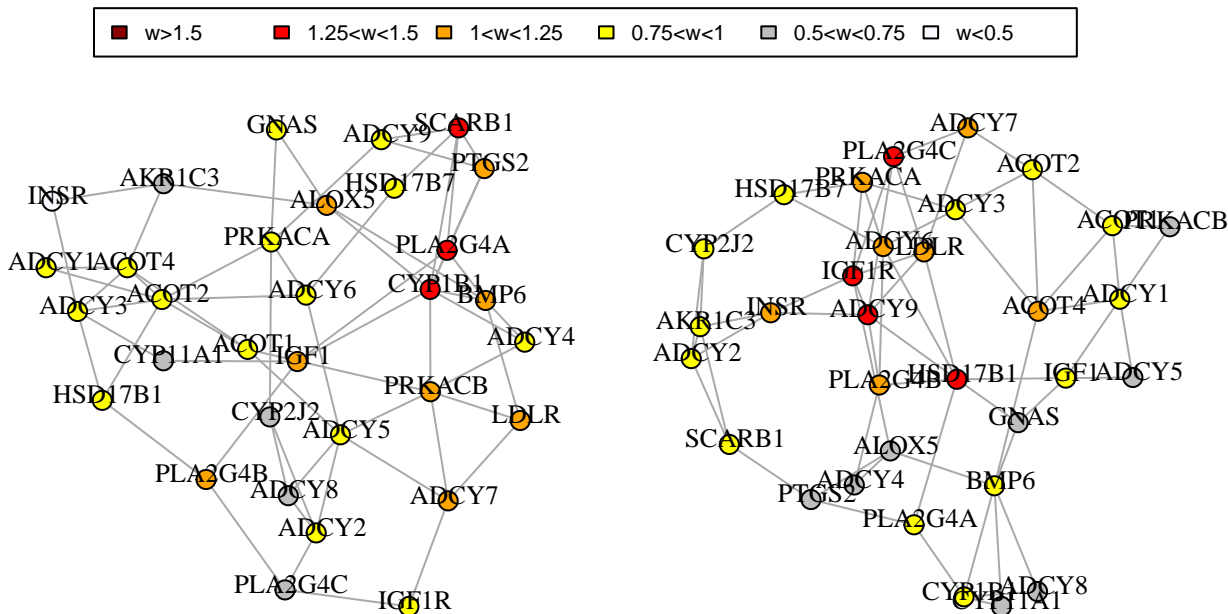 w>1.5 1.25<w<1.5 1<w<1.25 0.75<w<1 0.5<w<0.75 w<0.5
GNAS
ADCY9
SCARB1
PTGS2
AKR1C3
INSR
HSD17B7
ALOX5
PRKACA
PLA2G4A
ADCY1
ACOT4
CYP1B1
ADCY3
ACOT2
ADCY6
BMP6
ADCY4
CYP11A1
ACOT1
IGF1
HSD17B1
PRKACB
CYP2J2
ADCY5
LDLR
PLA2G4B
ADCY8
ADCY7
ADCY2
PLA2G4C
IGF1R
ADCY7
PLA2G4C
ACOT2
PRKACA
HSD17B7
ADCY3
ACOT1
PRKACB
CYP2J2
ADCY6
LDLR
IGF1R
INSR
ADCY9
ACOT4
ADCY1
AKR1C3
ADCY2
PLA2G4B
HSD17B1
IGF1
ADCY5
GNAS
SCARB1
ALOX5
ADCY4
PTGS2
BMP6
PLA2G4A
CYP1B1
ADCY8
CYP11A1